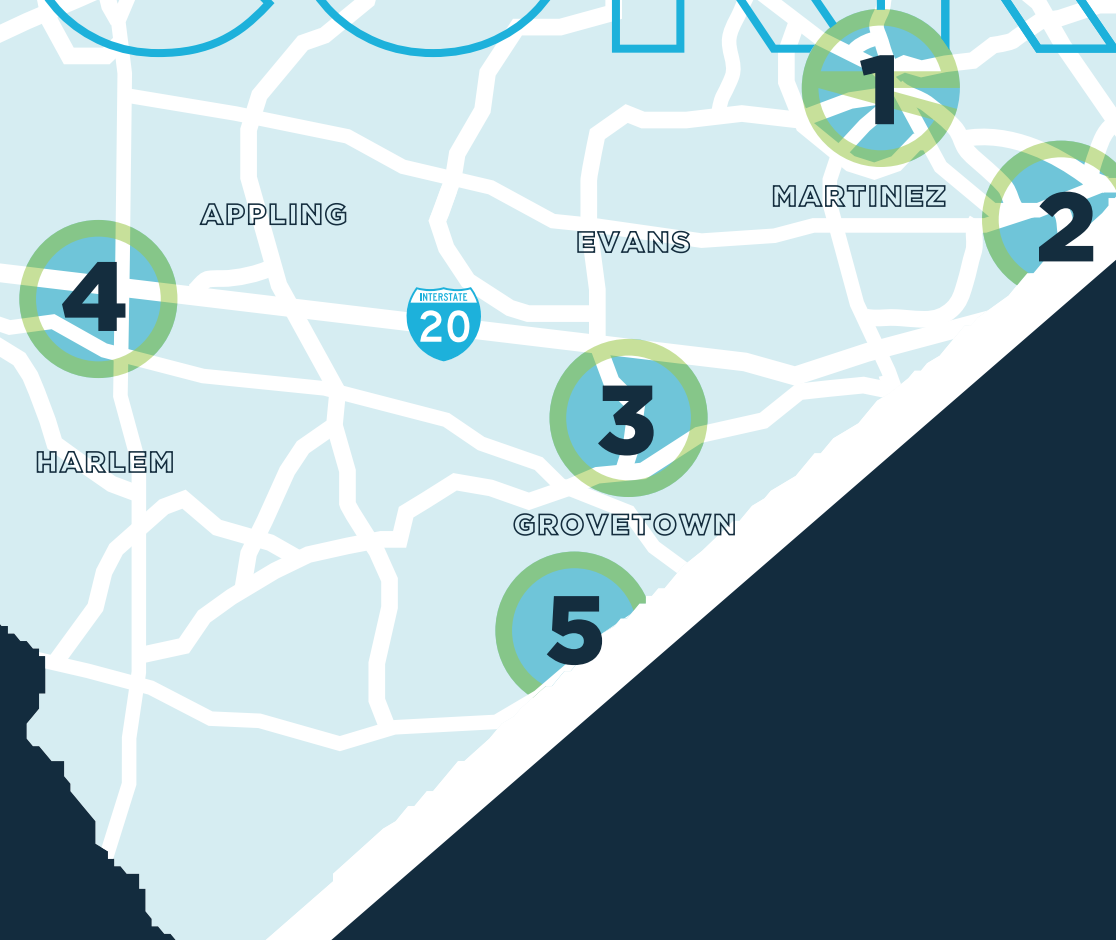 1
MARTINEZ
2
APPLING
EVANS
4
INTERSTATE
20
3
HARLEM
GROVETOWN
5